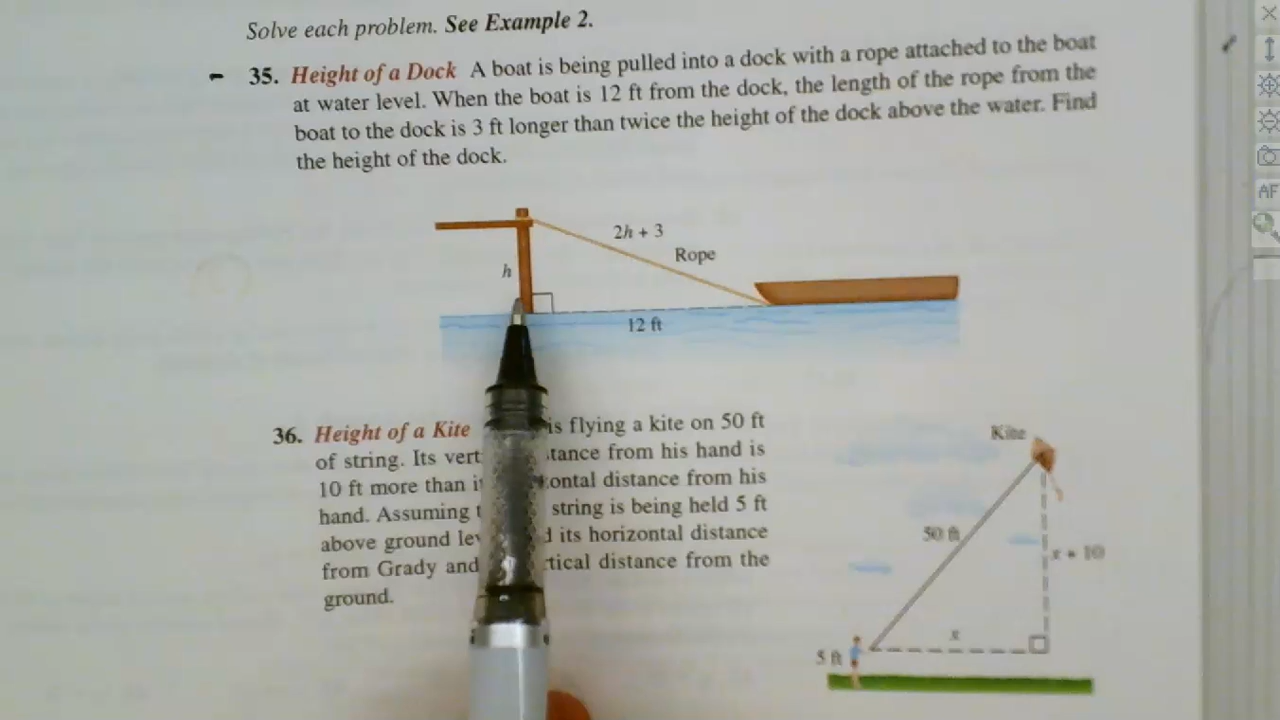 Solve each problem. See Example 2.
35. Height of a Dock A boat is being pulled into a dock with a rope attached to the boat
at water level. When the boat is 12 ft from the dock, the length of the rope from the
boat to the dock is 3 ft longer than twice the height of the dock above the water. Find
the height of the dock.
2h + 3
Rope
h
12 ft
36. Height of a Kite is flying a kite on 50 ft
of string. Its from his hand is
10 ft more than from his
hand. Assuming string is being held 5 ft
above ground its horizontal distance
from Grady and distance from the
ground.
Kite
50 ft
x + 10
x
5 ft
AF